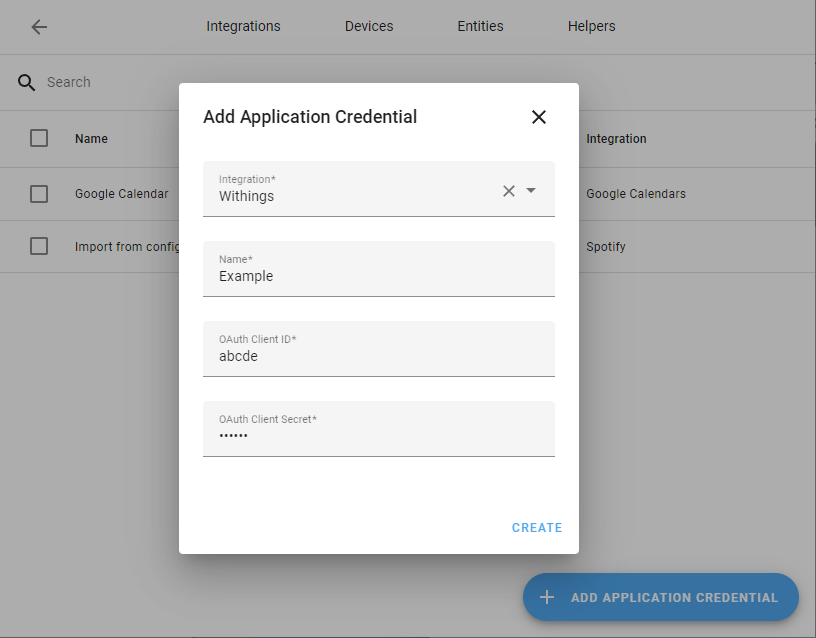 Integrations Devices Entities Helpers
Search
Add Application Credential
Name Integration
Integration*
Withings
Google Calendar Google Calendars
Name*
Example
Import from config Spotify
OAuth Client ID*
abcde
OAuth Client Secret*
••••••
CREATE
ADD APPLICATION CREDENTIAL